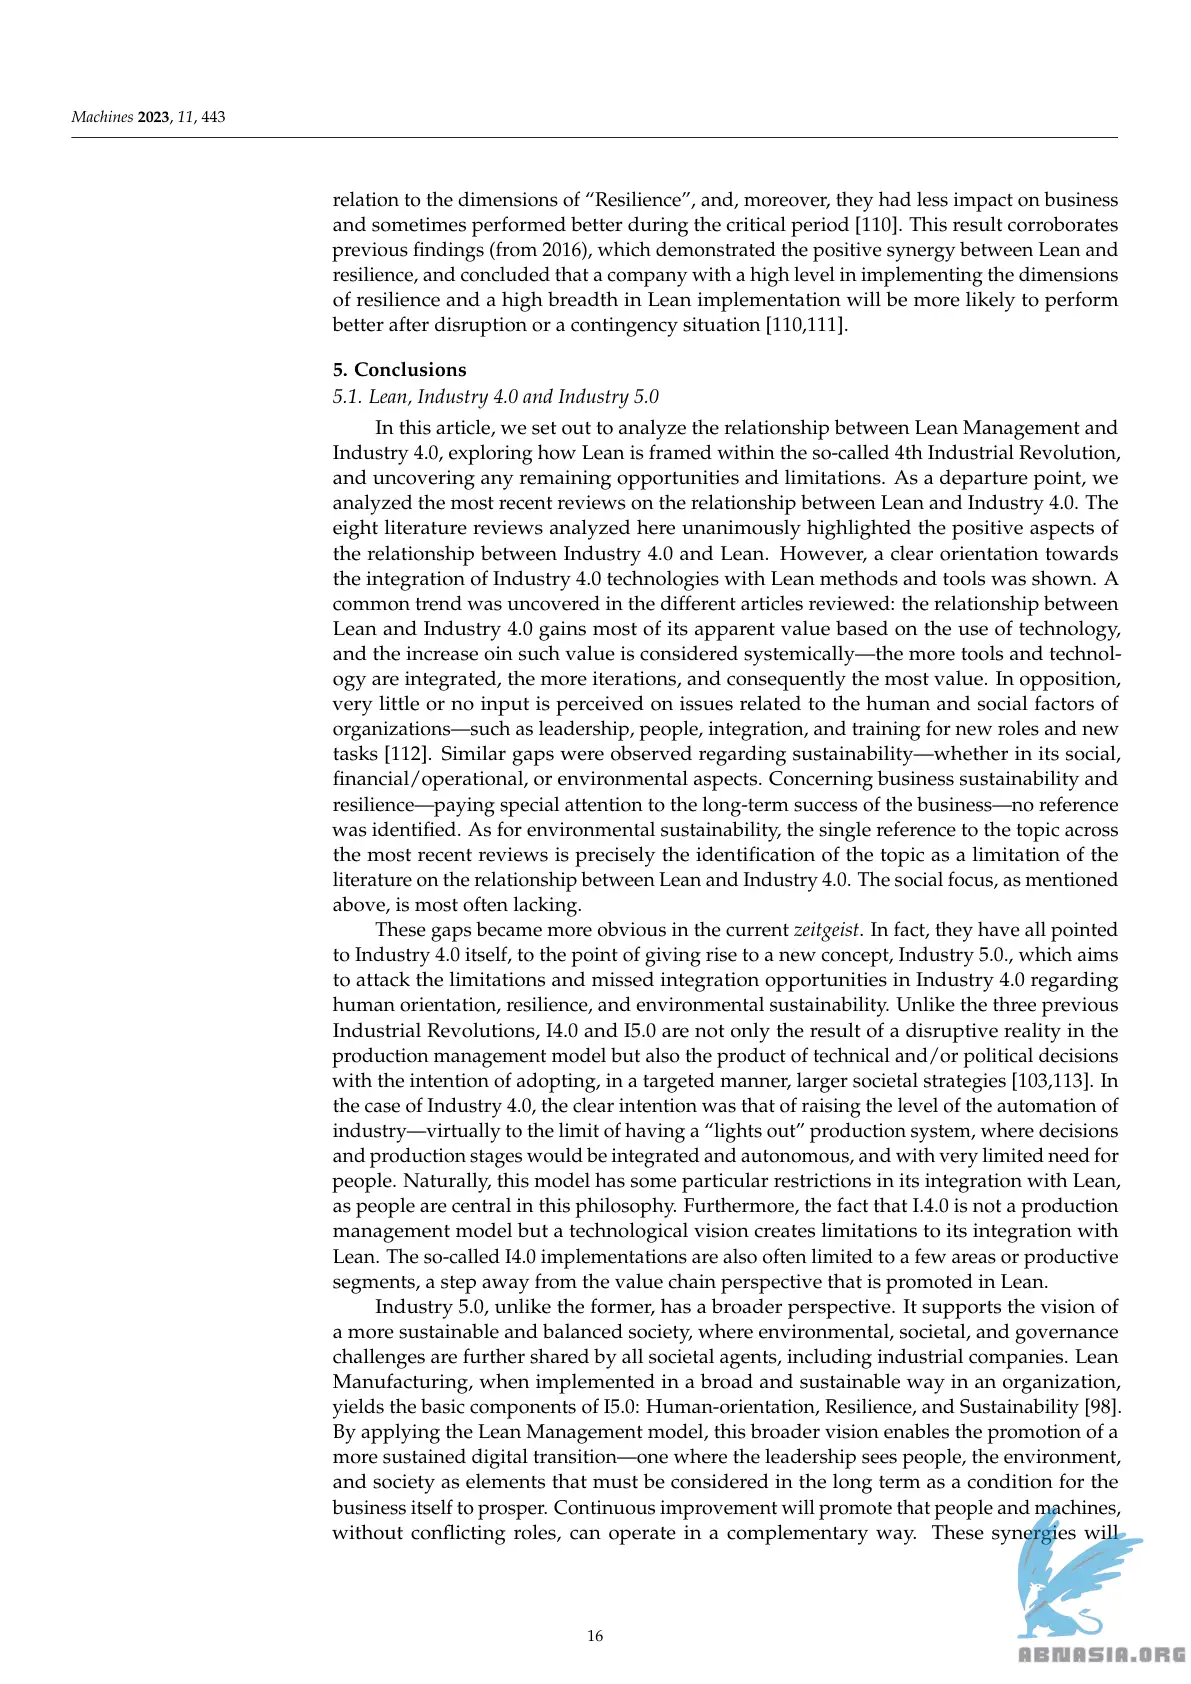 Machines 2023, 11, 443
relation to the dimensions of “Resilience”, and, moreover, they had less impact on business
and sometimes performed better during the critical period [110]. This result corroborates
previous findings (from 2016), which demonstrated the positive synergy between Lean and
resilience, and concluded that a company with a high level in implementing the dimensions
of resilience and a high breadth in Lean implementation will be more likely to perform
better after disruption or a contingency situation [110,111].
5. Conclusions
5.1. Lean, Industry 4.0 and Industry 5.0
In this article, we set out to analyze the relationship between Lean Management and
Industry 4.0, exploring how Lean is framed within the so-called 4th Industrial Revolution,
and uncovering any remaining opportunities and limitations. As a departure point, we
analyzed the most recent reviews on the relationship between Lean and Industry 4.0. The
eight literature reviews analyzed here unanimously highlighted the positive aspects of
the relationship between Industry 4.0 and Lean. However, a clear orientation towards
the integration of Industry 4.0 technologies with Lean methods and tools was shown. A
common trend was uncovered in the different articles reviewed: the relationship between
Lean and Industry 4.0 gains most of its apparent value based on the use of technology,
and the increase oin such value is considered systemically—the more tools and technol-
ogy are integrated, the more iterations, and consequently the most value. In opposition,
very little or no input is perceived on issues related to the human and social factors of
organizations—such as leadership, people, integration, and training for new roles and new
tasks [112]. Similar gaps were observed regarding sustainability—whether in its social,
financial/operational, or environmental aspects. Concerning business sustainability and
resilience—paying special attention to the long-term success of the business—no reference
was identified. As for environmental sustainability, the single reference to the topic across
the most recent reviews is precisely the identification of the topic as a limitation of the
literature on the relationship between Lean and Industry 4.0. The social focus, as mentioned
above, is most often lacking.
These gaps became more obvious in the current zeitgeist. In fact, they have all pointed
to Industry 4.0 itself, to the point of giving rise to a new concept, Industry 5.0., which aims
to attack the limitations and missed integration opportunities in Industry 4.0 regarding
human orientation, resilience, and environmental sustainability. Unlike the three previous
Industrial Revolutions, I4.0 and I5.0 are not only the result of a disruptive reality in the
production management model but also the product of technical and/or political decisions
with the intention of adopting, in a targeted manner, larger societal strategies [103,113]. In
the case of Industry 4.0, the clear intention was that of raising the level of the automation of
industry—virtually to the limit of having a “lights out” production system, where decisions
and production stages would be integrated and autonomous, and with very limited need for
people. Naturally, this model has some particular restrictions in its integration with Lean,
as people are central in this philosophy. Furthermore, the fact that I.4.0 is not a production
management model but a technological vision creates limitations to its integration with
Lean. The so-called I4.0 implementations are also often limited to a few areas or productive
segments, a step away from the value chain perspective that is promoted in Lean.
Industry 5.0, unlike the former, has a broader perspective. It supports the vision of
a more sustainable and balanced society, where environmental, societal, and governance
challenges are further shared by all societal agents, including industrial companies. Lean
Manufacturing, when implemented in a broad and sustainable way in an organization,
yields the basic components of I5.0: Human-orientation, Resilience, and Sustainability [98].
By applying the Lean Management model, this broader vision enables the promotion of a
more sustained digital transition—one where the leadership sees people, the environment,
and society as elements that must be considered in the long term as a condition for the
business itself to prosper. Continuous improvement will promote that people and machines,
without conflicting roles, can operate in a complementary way. These synergies will
16
ABNASIA.ORG